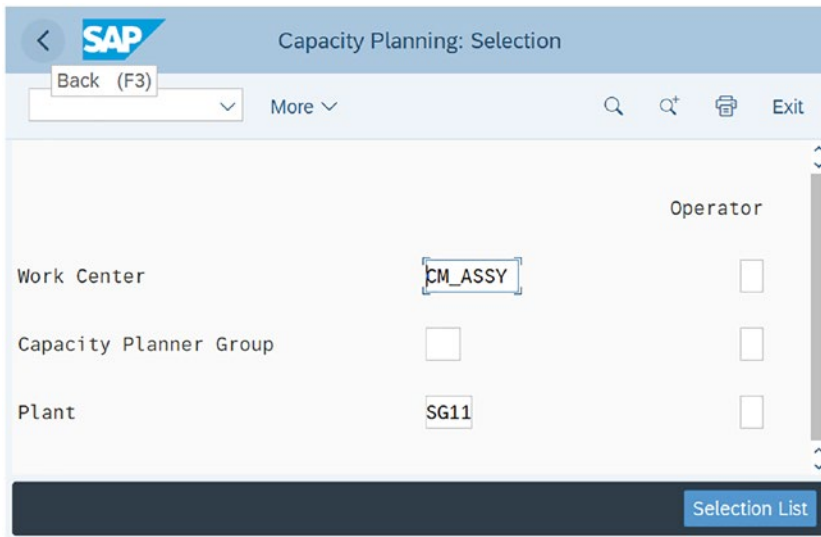 SAP Capacity Planning: Selection
Back (F3)
More Exit
Operator
Work Center CM_ASSY
Capacity Planner Group
Plant SG11
Selection List